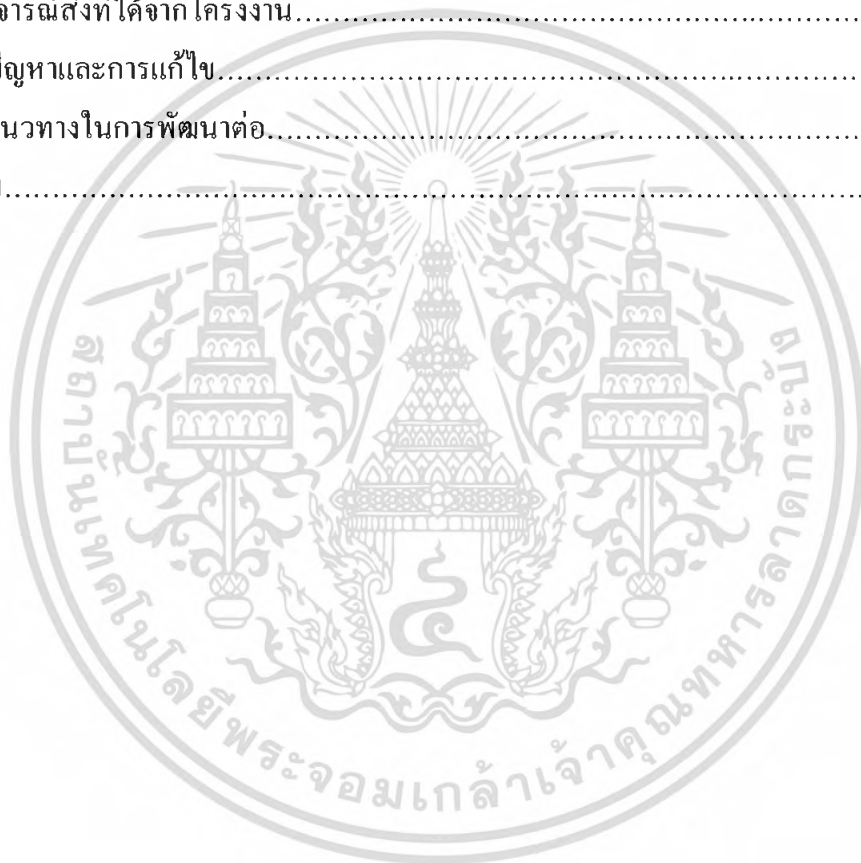 จารณ์สิ่งที่ได้จากโครงงาน
ปัญหาและการแก้ไข
แนวทางในการพัฒนาต่อ
สถาบันเทคโนโลยีพระจอมเกล้าเจ้าคุณทหารลาดกระบัง
๔